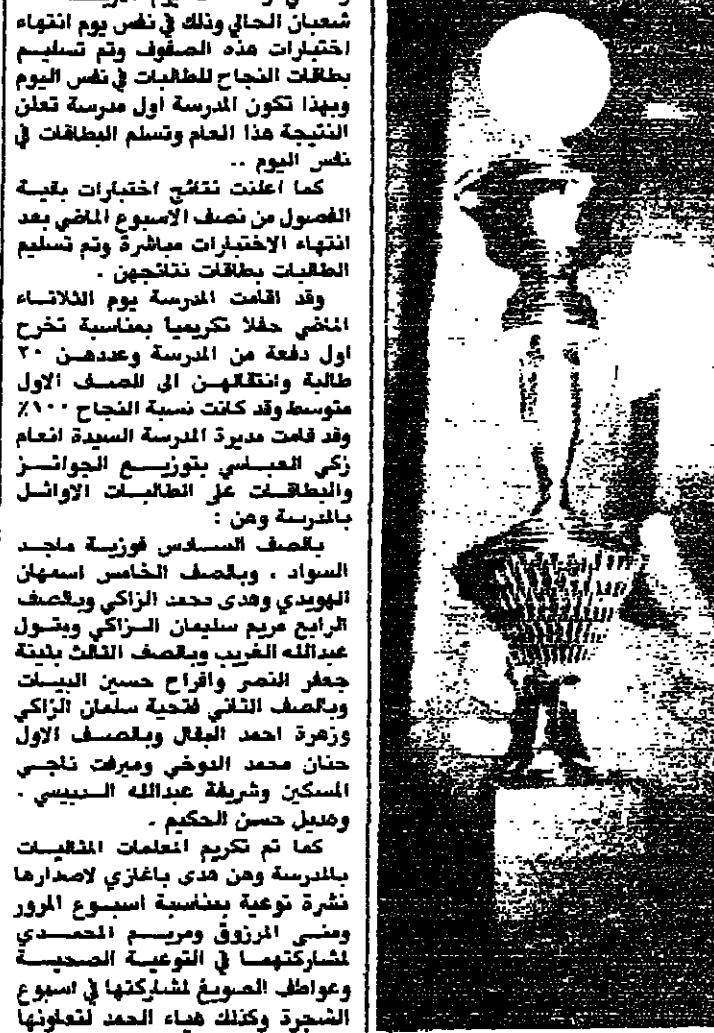 شعبان الحالي وذلك في نفس يوم انتهاء
اختبارات هذه الصفوف وتم تسليم
بطاقات النجاح للطالبات في نفس اليوم
وبهذا تكون المدرسة اول مدرسة تعلن
النتيجة هذا العام وتسلم البطاقات في
نفس اليوم ..
كما اعلنت نتائج اختبارات بقية
الفصول من نصف الاسبوع الماضي بعد
انتهاء الاختبارات مباشرة وتم تسليم
الطالبات بطاقات نتائجهن .
وقد اقامت المدرسة يوم الثلاثاء
الماضي حفلا تكريميا بمناسبة تخرج
اول دفعة من المدرسة وعددهن ٢٠
طالبة وانتقالهن الى الصف الاول
متوسط وقد كانت نسبة النجاح ١٠٠٪
وقد قامت مديرة المدرسة السيدة انعام
زكي العباسي بتوزيع الجوائز
والبطاقات على الطالبات الاوائل
بالمدرسة وهن :
بالصف السادس فوزية ماجد
السواد . وبالصف الخامس اسمهان
الهويدي وهدى محمد الزاكي وبالصف
الرابع مريم سليمان الزاكي وبتول
عبدالله الغريب وبالصف الثالث بثينة
جعفر النصر وافراح حسين البيات
وبالصف الثاني فتحية سلمان الزاكي
وزهرة احمد البقال وبالصف الاول
حنان محمد الدوخي وميرفت ناجي
المسكين وشريفة عبدالله الدبيسي .
وهديل حسن الحكيم .
كما تم تكريم المعلمات المثاليات
بالمدرسة وهن هدى باغازي لاصدارها
نشرة توعية بمناسبة اسبوع المرور
ومنى المرزوق ومريم المحمدي
لمشاركتهما في التوعية الصحيسة
وعواطف الصويغ لمشاركتها في اسبوع
الشجرة وكذلك هياء الحمد لتعاونها